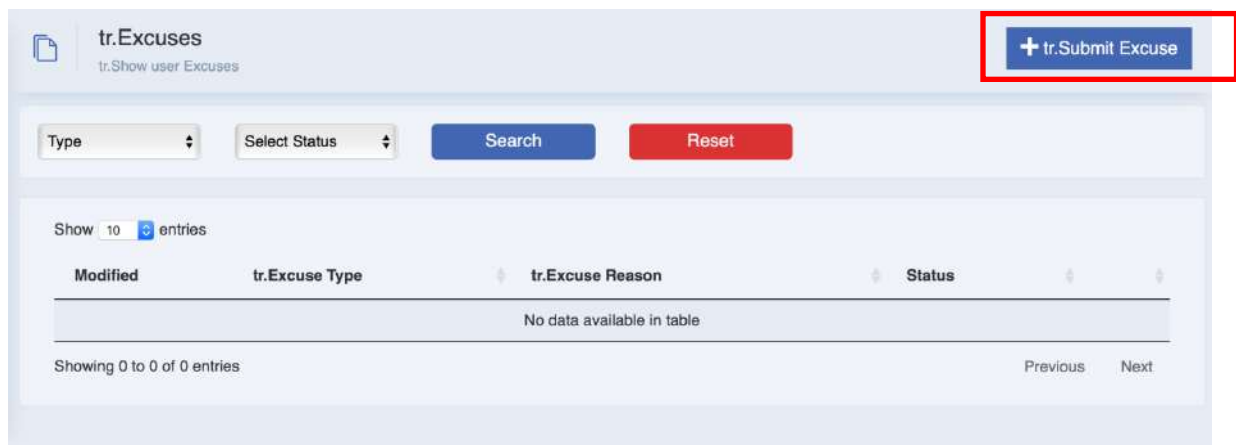 tr.Excuses
tr.Show user Excuses
+ tr.Submit Excuse
Type Select Status Search Reset
Show 10 entries
Modified tr.Excuse Type tr.Excuse Reason Status
No data available in table
Showing 0 to 0 of 0 entries Previous Next